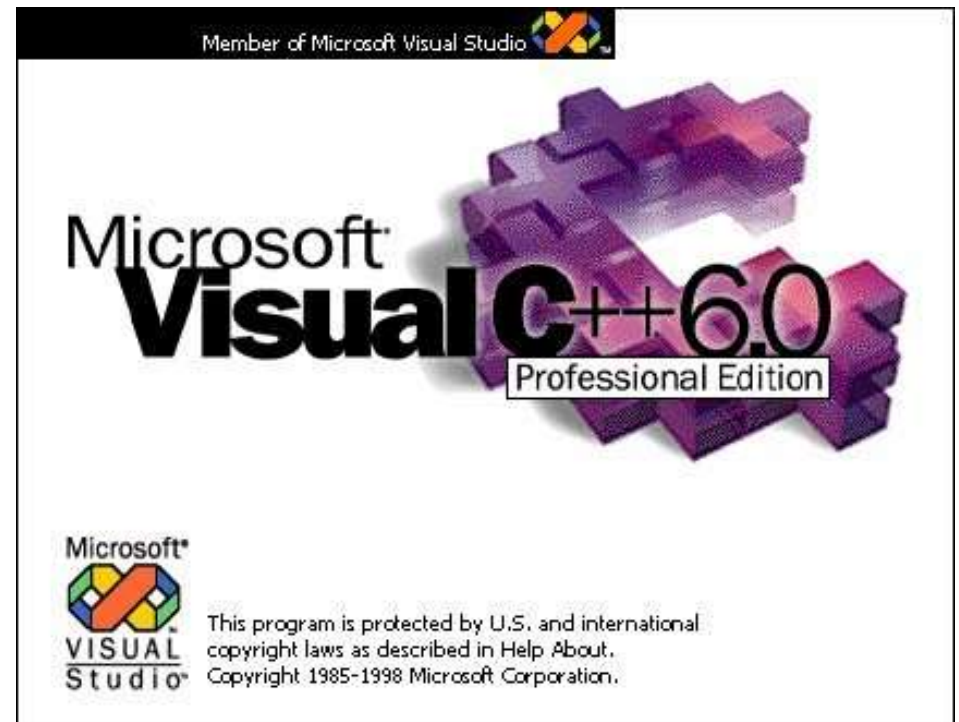 Member of Microsoft Visual Studio ™
Microsoft
Visual C++ 6.0
Professional Edition
Microsoft®
VISUAL
Studio
This program is protected by U.S. and international
copyright laws as described in Help About.
Copyright 1985-1998 Microsoft Corporation.